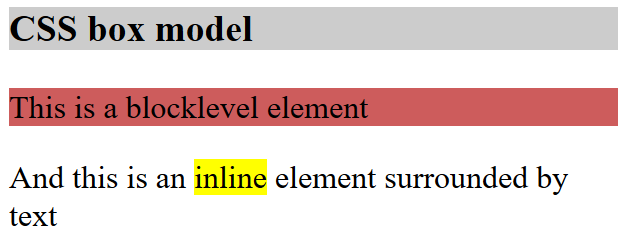 CSS box model
This is a blocklevel element
And this is an inline element surrounded by
text